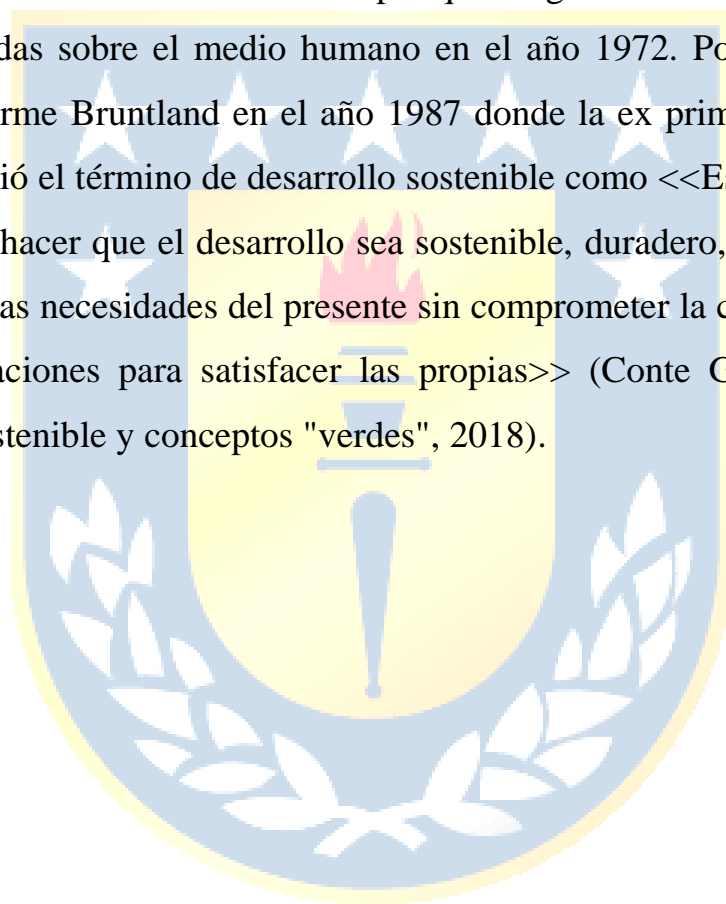 das sobre el medio humano en el año 1972. Po
rme Bruntland en el año 1987 donde la ex prim
ió el término de desarrollo sostenible como <<Es
hacer que el desarrollo sea sostenible, duradero,
as necesidades del presente sin comprometer la c
aciones para satisfacer las propias>> (Conte G
stenible y conceptos "verdes", 2018).